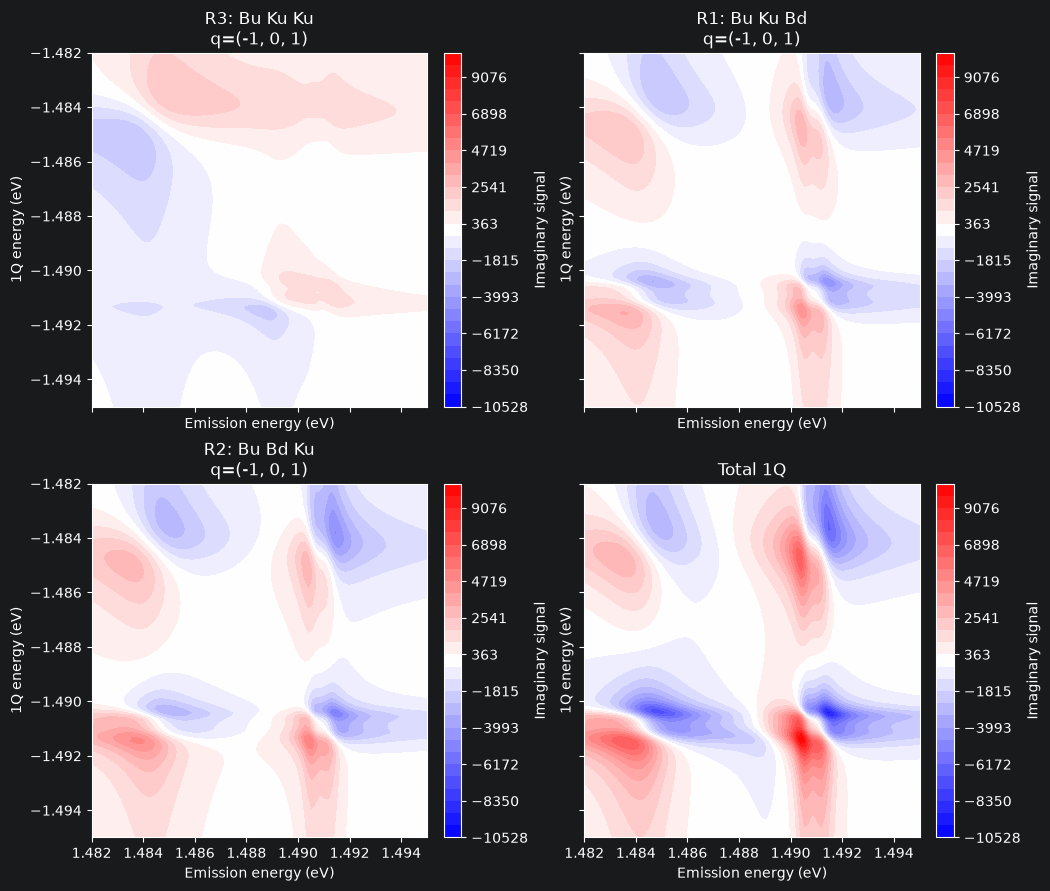 R3: Bu Ku Ku
q=(-1, 0, 1)
−1.482
−1.484
−1.486
−1.488
−1.490
−1.492
−1.494
1Q energy (eV)
Emission energy (eV)
9076
6898
4719
2541
363
−1815
−3993
−6172
−8350
−10528
Imaginary signal
R1: Bu Ku Bd
q=(-1, 0, 1)
1Q energy (eV)
Emission energy (eV)
9076
6898
4719
2541
363
−1815
−3993
−6172
−8350
−10528
Imaginary signal
R2: Bu Bd Ku
q=(-1, 0, 1)
−1.482
−1.484
−1.486
−1.488
−1.490
−1.492
−1.494
1Q energy (eV)
1.482 1.484 1.486 1.488 1.490 1.492 1.494
Emission energy (eV)
9076
6898
4719
2541
363
−1815
−3993
−6172
−8350
−10528
Imaginary signal
Total 1Q
1Q energy (eV)
1.482 1.484 1.486 1.488 1.490 1.492 1.494
Emission energy (eV)
9076
6898
4719
2541
363
−1815
−3993
−6172
−8350
−10528
Imaginary signal